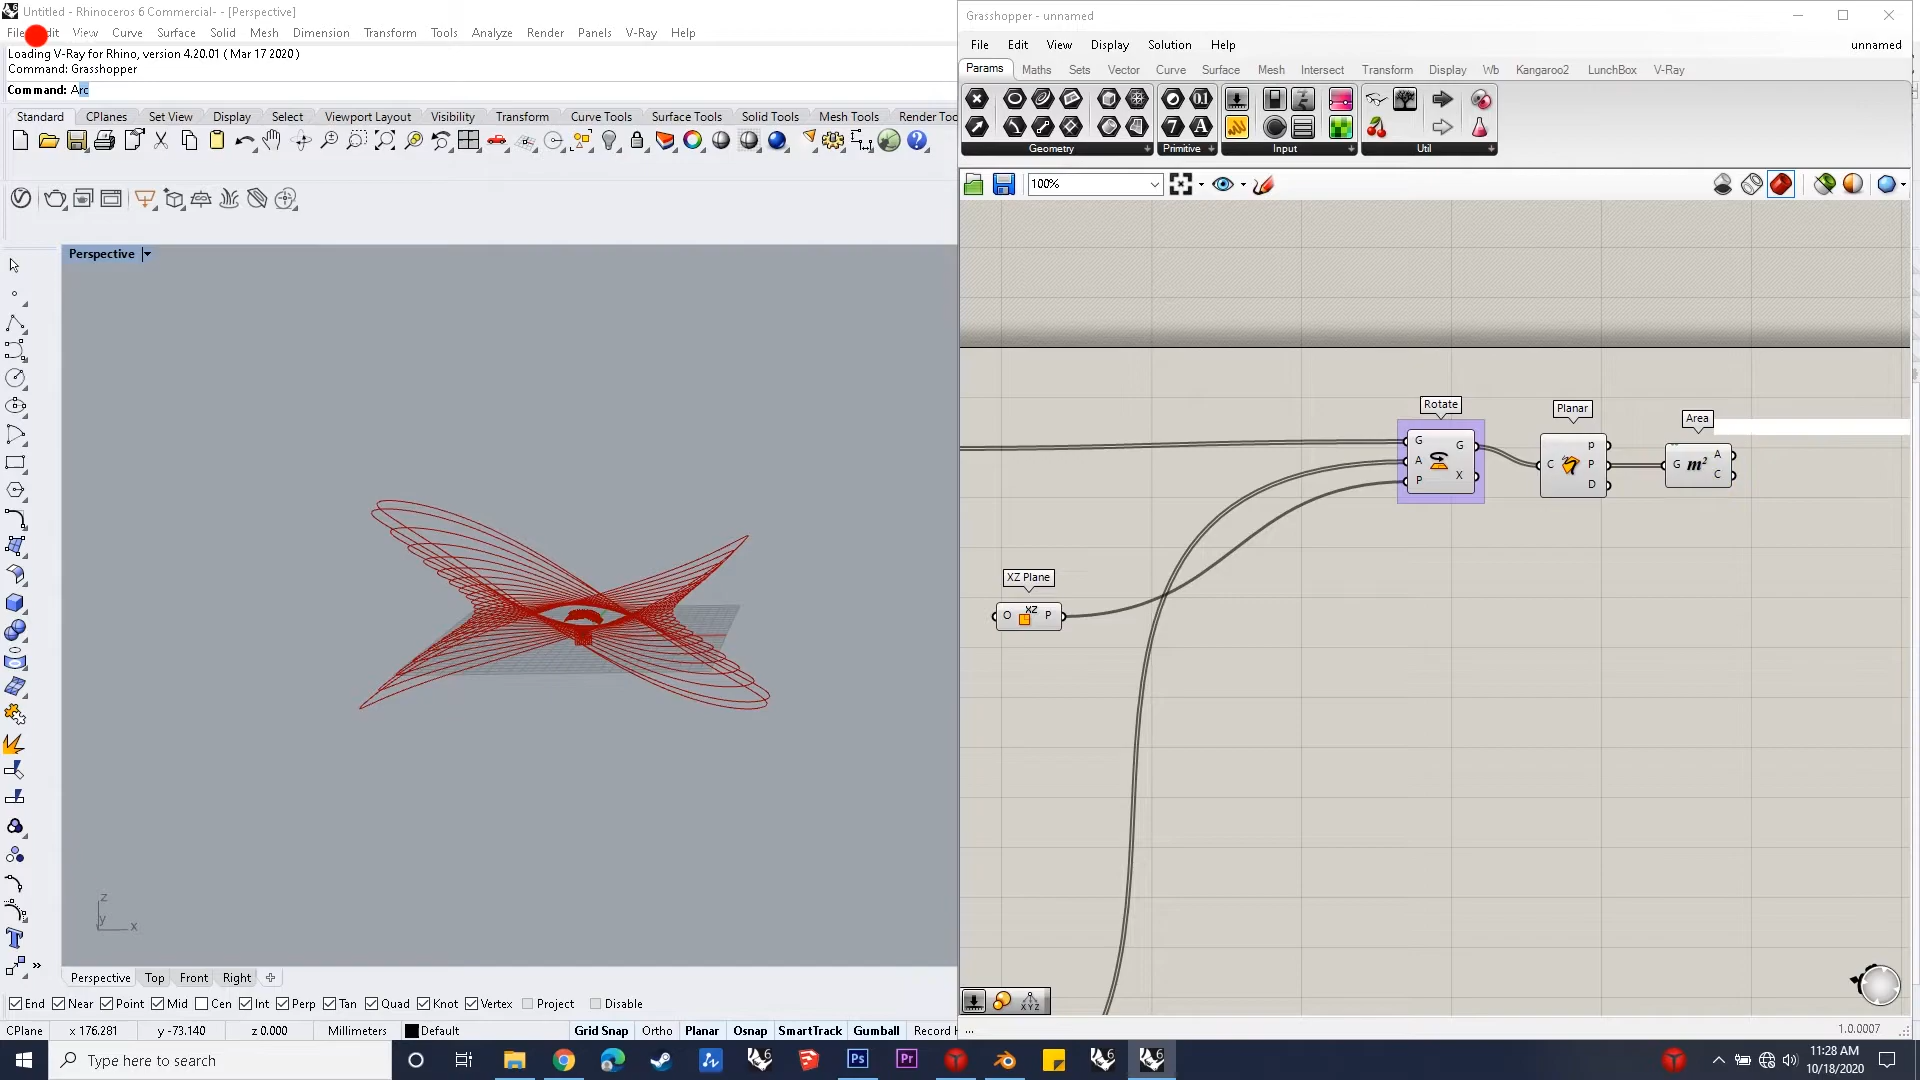 Untitled - Rhinoceros 6 Commercial- - [Perspective]
View Curve Surface Solid Mesh Dimension Transform Tools Analyze Render Panels V-Ray Help
Loading V-Ray for Rhino, version 4.20.01 ( Mar 17 2020 )
Command: Grasshopper
Command: Arc
Standard CPlanes Set View Display Select Viewport Layout Visibility Transform Curve Tools Surface Tools Solid Tools Mesh Tools Render Too
Perspective
z
y x
Perspective Top Front Right
End Near Point Mid Cen Int Perp Tan Quad Knot Vertex Project Disable
CPlane x 176.281 y -73.140 z 0.000 Millimeters Default Grid Snap Ortho Planar Osnap SmartTrack Gumball Record H
Grasshopper - unnamed
File Edit View Display Solution Help unnamed
Params Maths Sets Vector Curve Surface Mesh Intersect Transform Display Wb Kangaroo2 LunchBox V-Ray
Geometry Primitive Input Util
100%
Rotate
G A P G X
Planar
C p P D
Area
G m² A C
XZ Plane
O XZ P
XYZ
...
1.0.0007
Type here to search
Ps Pr
11:28 AM
10/18/2020